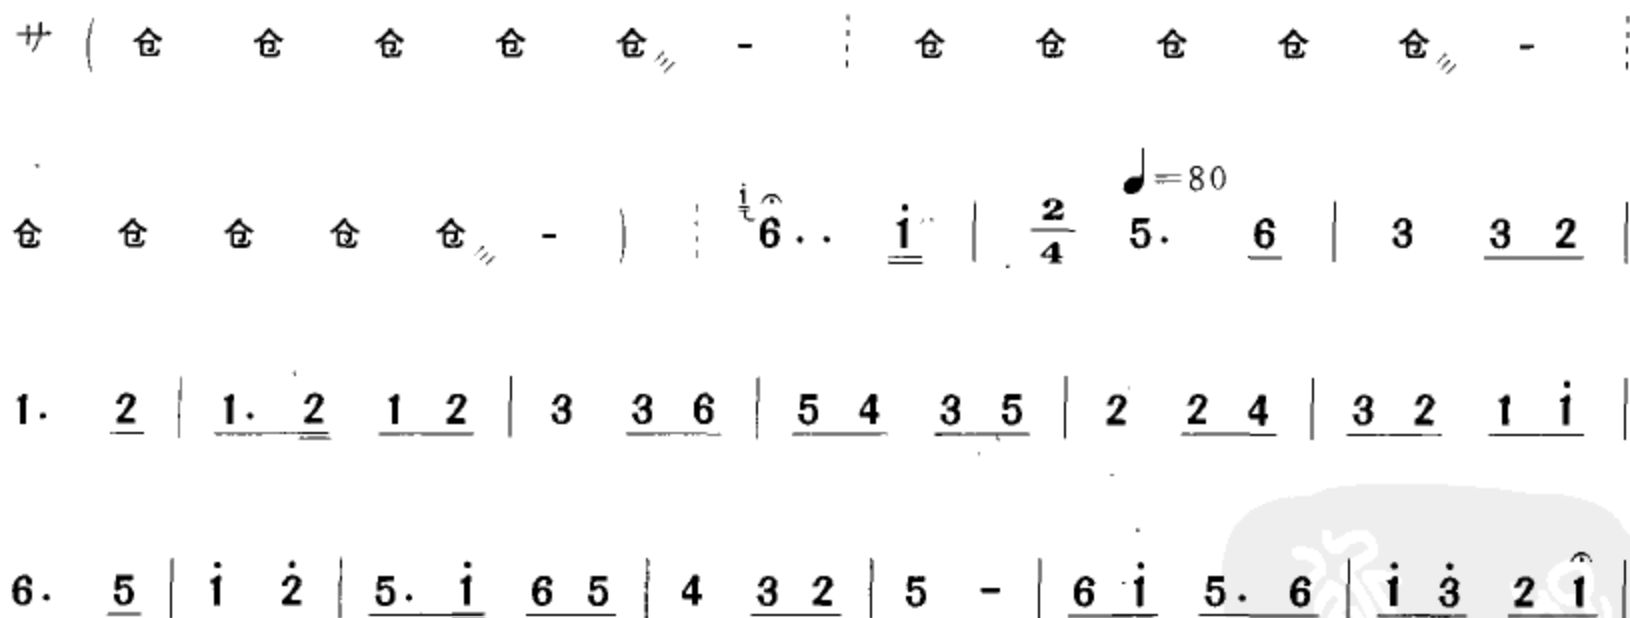 サ ( 仓 仓 仓 仓 仓 - ┊ 仓 仓 仓 仓 仓 - ┊
♩=80
仓 仓 仓 仓 仓 - ) ┊ i 6 . . i | 2/4 5. 6 | 3 3 2 |
1. 2 | 1. 2 1 2 | 3 3 6 | 5 4 3 5 | 2 2 4 | 3 2 1 i |
6. 5 | i 2̇ | 5. i 6 5 | 4 3 2 | 5 - | 6 i 5. 6 | i 3̇ 2 1 |